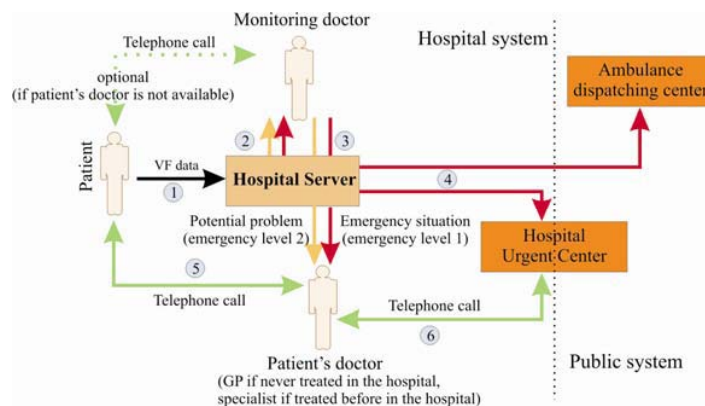 Monitoring doctor
Hospital system
Telephone call
optional
(if patient's doctor is not available)
Ambulance
dispatching center
2
3
Patient
VF data
1
Hospital Server
4
Potential problem
(emergency level 2)
Emergency situation
(emergency level 1)
Hospital
Urgent Center
5
Telephone call
Telephone call
6
Patient's doctor
(GP if never treated in the hospital,
specialist if treated before in the hospital)
Public system